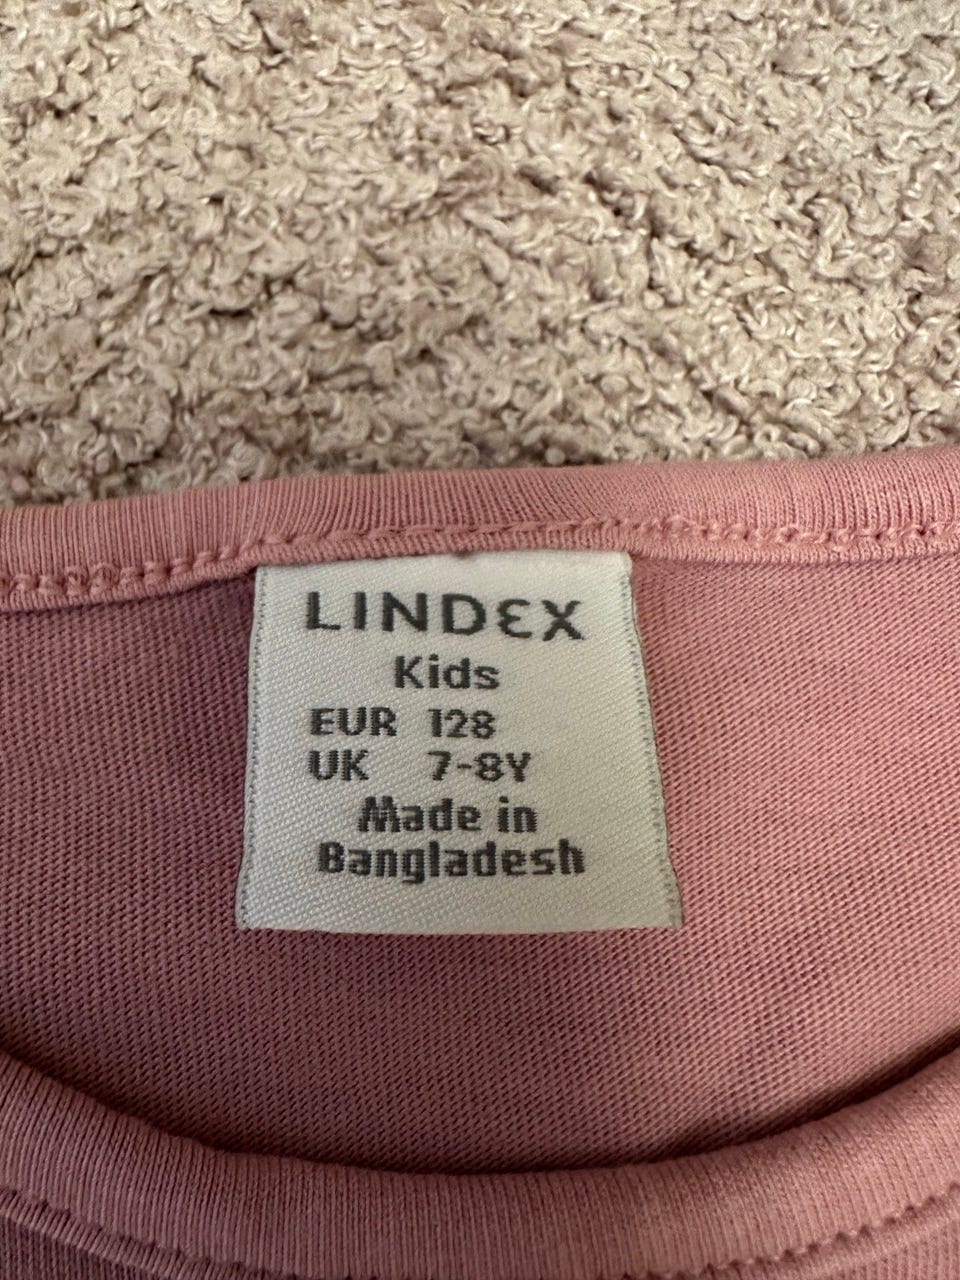 LINDEX
Kids
EUR 128
UK 7-8Y
Made in
Bangladesh